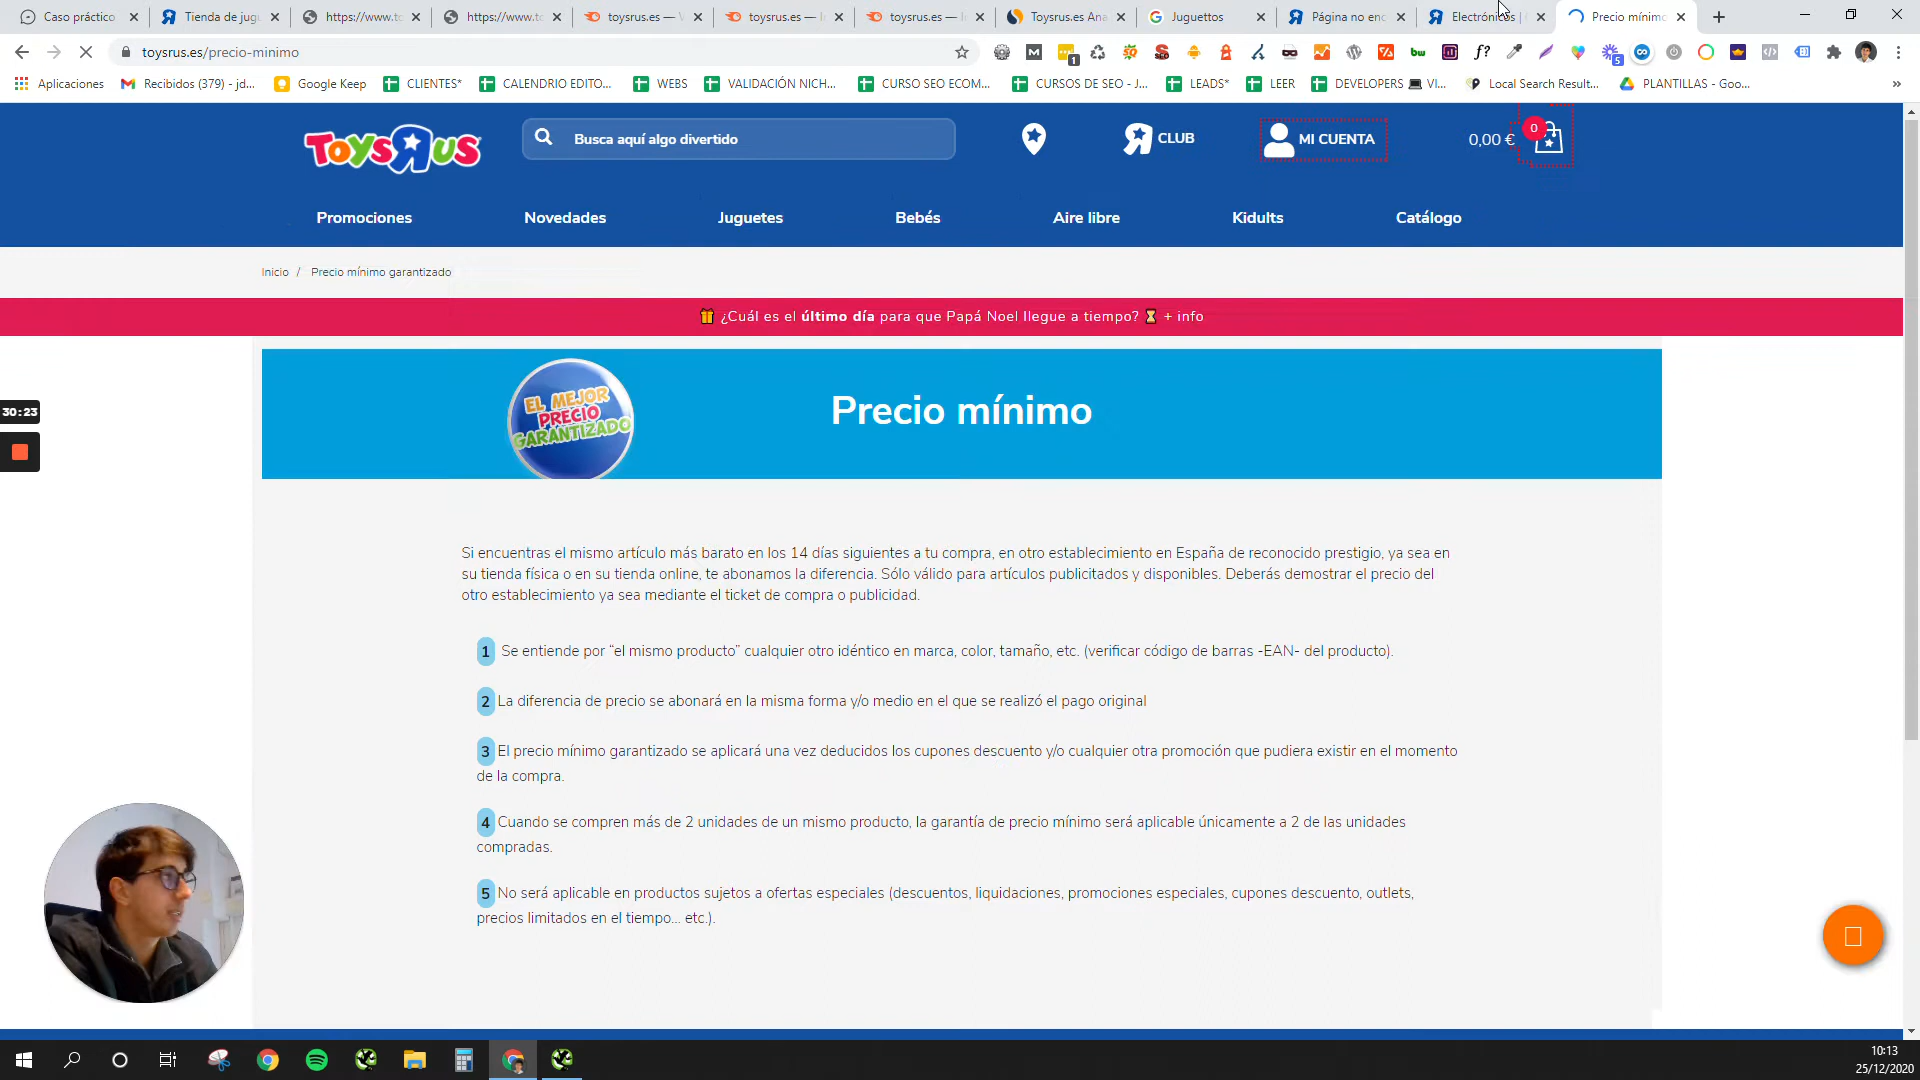 Caso práctico
Tienda de jug
https://www.to
https://www.to
toysrus.es — V
toysrus.es — I
toysrus.es — I
Toysrus.es Ana
Juguettos
Página no enc
Electrónicos |
Precio mínimo
toysrus.es/precio-minimo
Aplicaciones
Recibidos (379) - jd...
Google Keep
CLIENTES*
CALENDARIO EDITO...
WEBS
VALIDACIÓN NICH...
CURSO SEO ECOM...
CURSOS DE SEO - J...
LEADS*
LEER
DEVELOPERS 💻 VI...
Local Search Result...
PLANTILLAS - Goo...
»
TOYSRUS
Busca aquí algo divertido
CLUB
MI CUENTA
0,00 €
0
Promociones
Novedades
Juguetes
Bebés
Aire libre
Kidults
Catálogo
Inicio / Precio mínimo garantizado
🎁 ¿Cuál es el último día para que Papá Noel llegue a tiempo? ⏳ + info
EL MEJOR
PRECIO
GARANTIZADO
Precio mínimo
Si encuentras el mismo artículo más barato en los 14 días siguientes a tu compra, en otro establecimiento en España de reconocido prestigio, ya sea en
su tienda física o en su tienda online, te abonamos la diferencia. Sólo válido para artículos publicitados y disponibles. Deberás demostrar el precio del
otro establecimiento ya sea mediante el ticket de compra o publicidad.
1 Se entiende por “el mismo producto” cualquier otro idéntico en marca, color, tamaño, etc. (verificar código de barras -EAN- del producto).
2 La diferencia de precio se abonará en la misma forma y/o medio en el que se realizó el pago original
3 El precio mínimo garantizado se aplicará una vez deducidos los cupones descuento y/o cualquier otra promoción que pudiera existir en el momento
de la compra.
4 Cuando se compren más de 2 unidades de un mismo producto, la garantía de precio mínimo será aplicable únicamente a 2 de las unidades
compradas.
5 No será aplicable en productos sujetos a ofertas especiales (descuentos, liquidaciones, promociones especiales, cupones descuento, outlets,
precios limitados en el tiempo... etc.).
30:23
10:13
25/12/2020